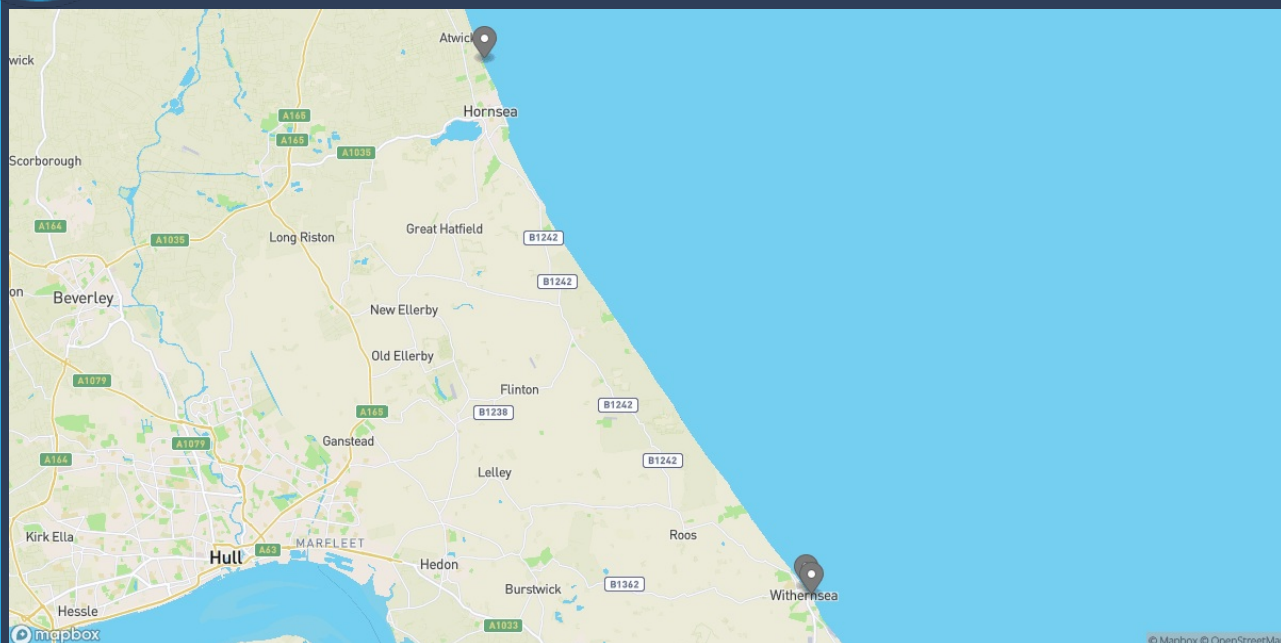 Atwick
wick
Hornsea
A165
A165
A1035
Scorborough
A164
A1035
Long Riston
Great Hatfield
B1242
B1242
on
Beverley
New Ellerby
Old Ellerby
A1079
Flinton
B1242
A165
B1238
A1079
Ganstead
A164
B1242
Lelley
Kirk Ella
Hull
A63
MARFLEET
Roos
Hedon
Burstwick
B1362
Withernsea
Hessle
A1033
mapbox
© Mapbox © OpenStreetMap